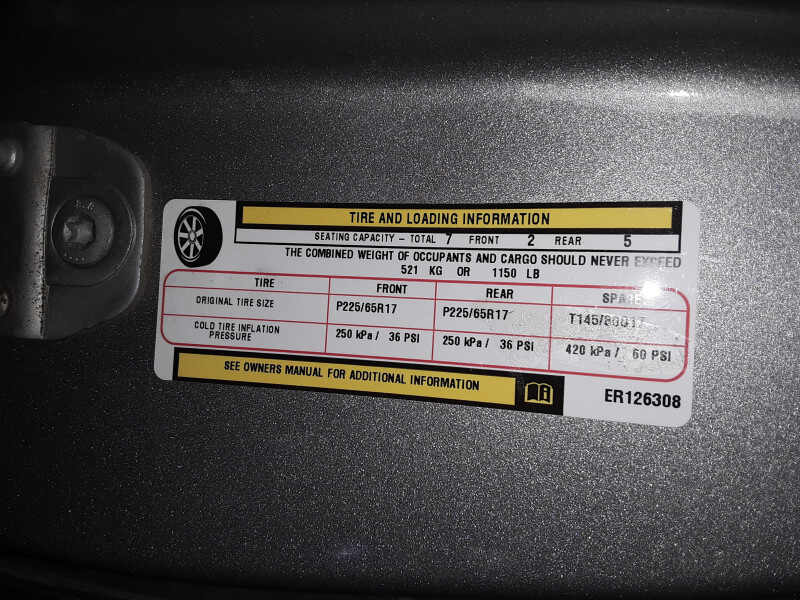 TIRE AND LOADING INFORMATION
SEATING CAPACITY – TOTAL 7 FRONT 2 REAR 5
THE COMBINED WEIGHT OF OCCUPANTS AND CARGO SHOULD NEVER EXCEED
521 KG OR 1150 LB
TIRE FRONT REAR SPARE
ORIGINAL TIRE SIZE P225/65R17 P225/65R17
COLD TIRE INFLATION
PRESSURE 250 kPa / 36 PSI 250 kPa / 36 PSI 420 kPa / 60 PSI
SEE OWNERS MANUAL FOR ADDITIONAL INFORMATION
ER126308